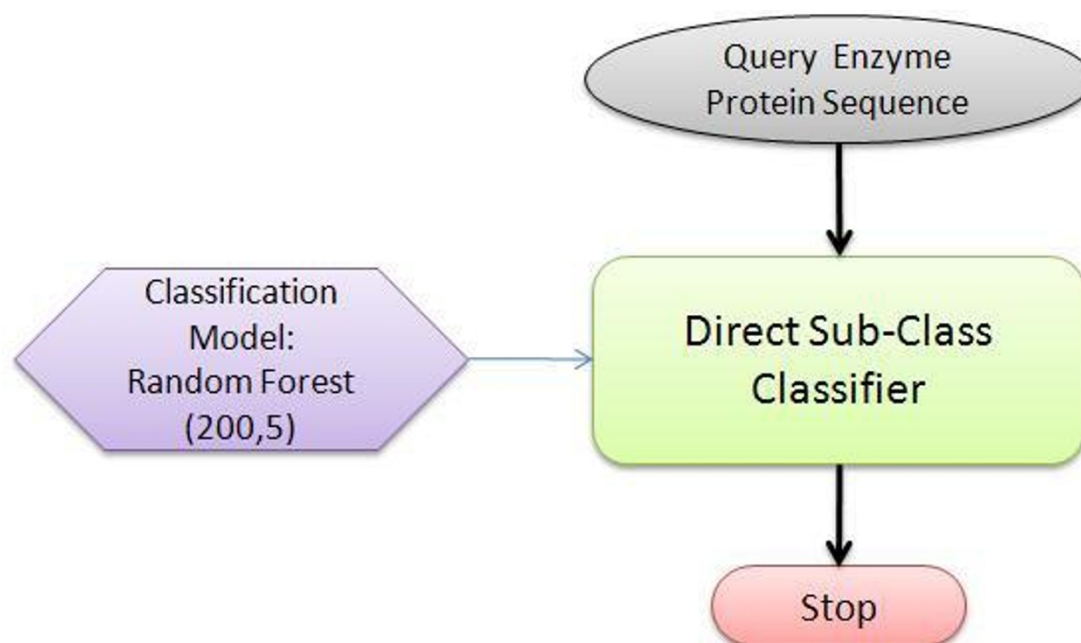 Query Enzyme
Protein Sequence
Classification
Model:
Random Forest
(200,5)
Direct Sub-Class
Classifier
Stop